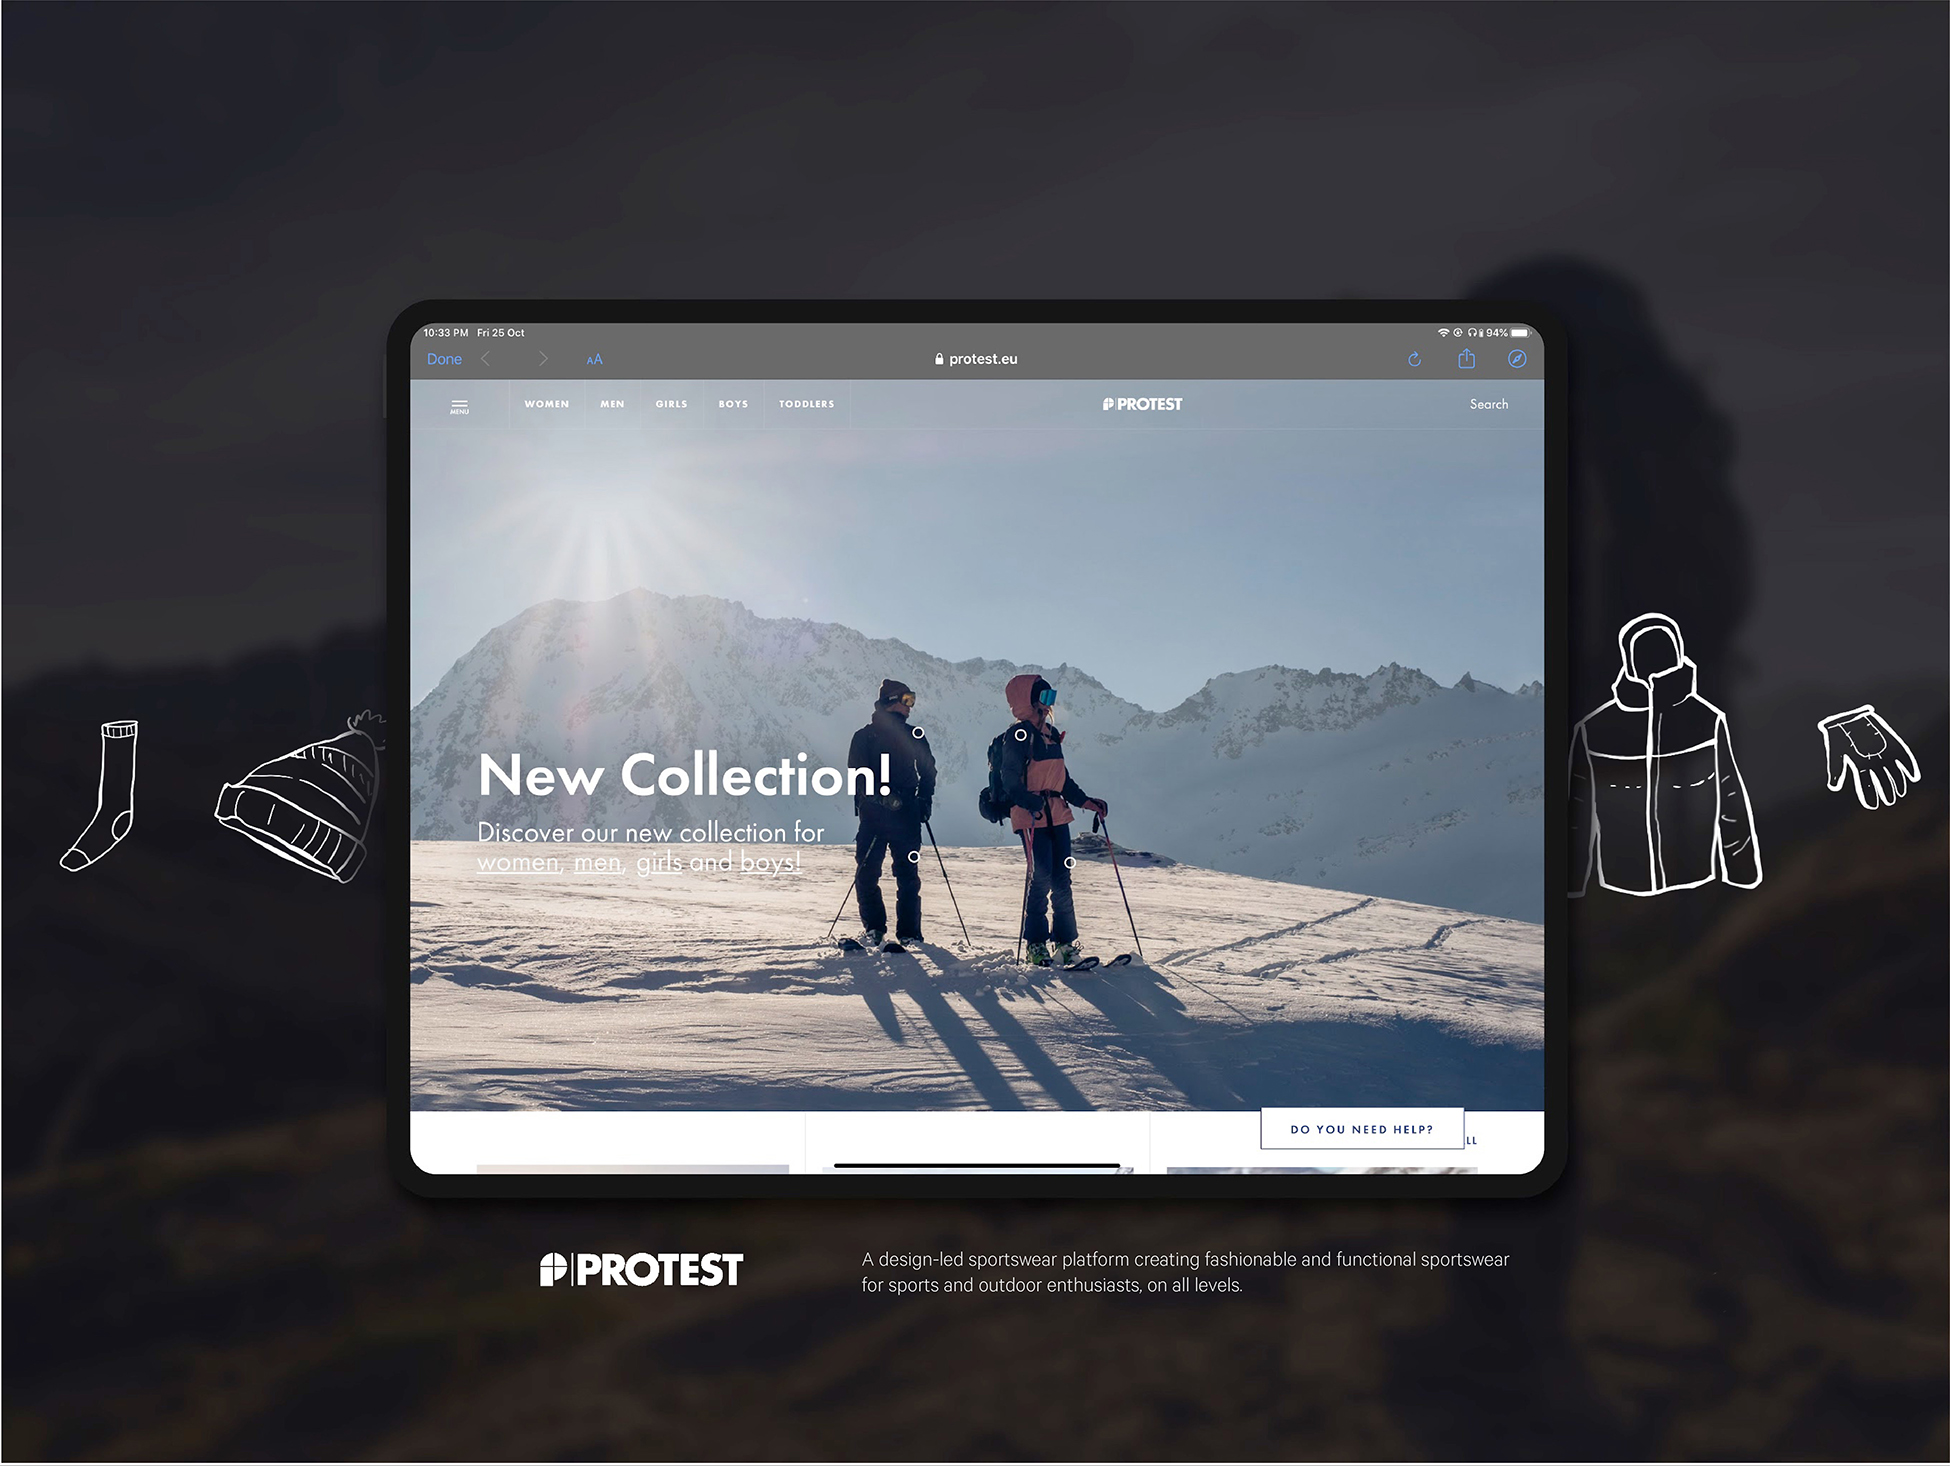 10:33 PM Fri 25 Oct
94%
Done
AA
protest.eu
MENU
WOMEN
MEN
GIRLS
BOYS
TODDLERS
PROTEST
Search
New Collection!
Discover our new collection for
women, men, girls and boys!
DO YOU NEED HELP?
PROTEST
A design-led sportswear platform creating fashionable and functional sportswear
for sports and outdoor enthusiasts, on all levels.